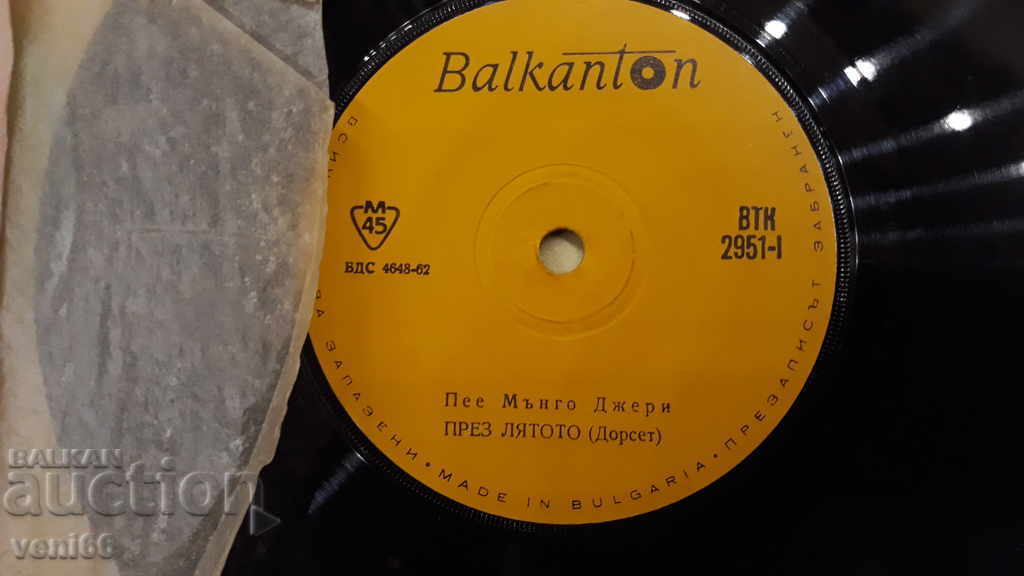 Balkanton
М
45
БДС 4648-62
ВТК
2951-I
Пее Мънго Джери
ПРЕЗ ЛЯТОТО (Дорсет)
ЗАПАЗЕНИ • MADE IN BULGARIA • ПРЕЗАПИСЪТ ЗАБРАНЕН
BALKAN
auction
veni66